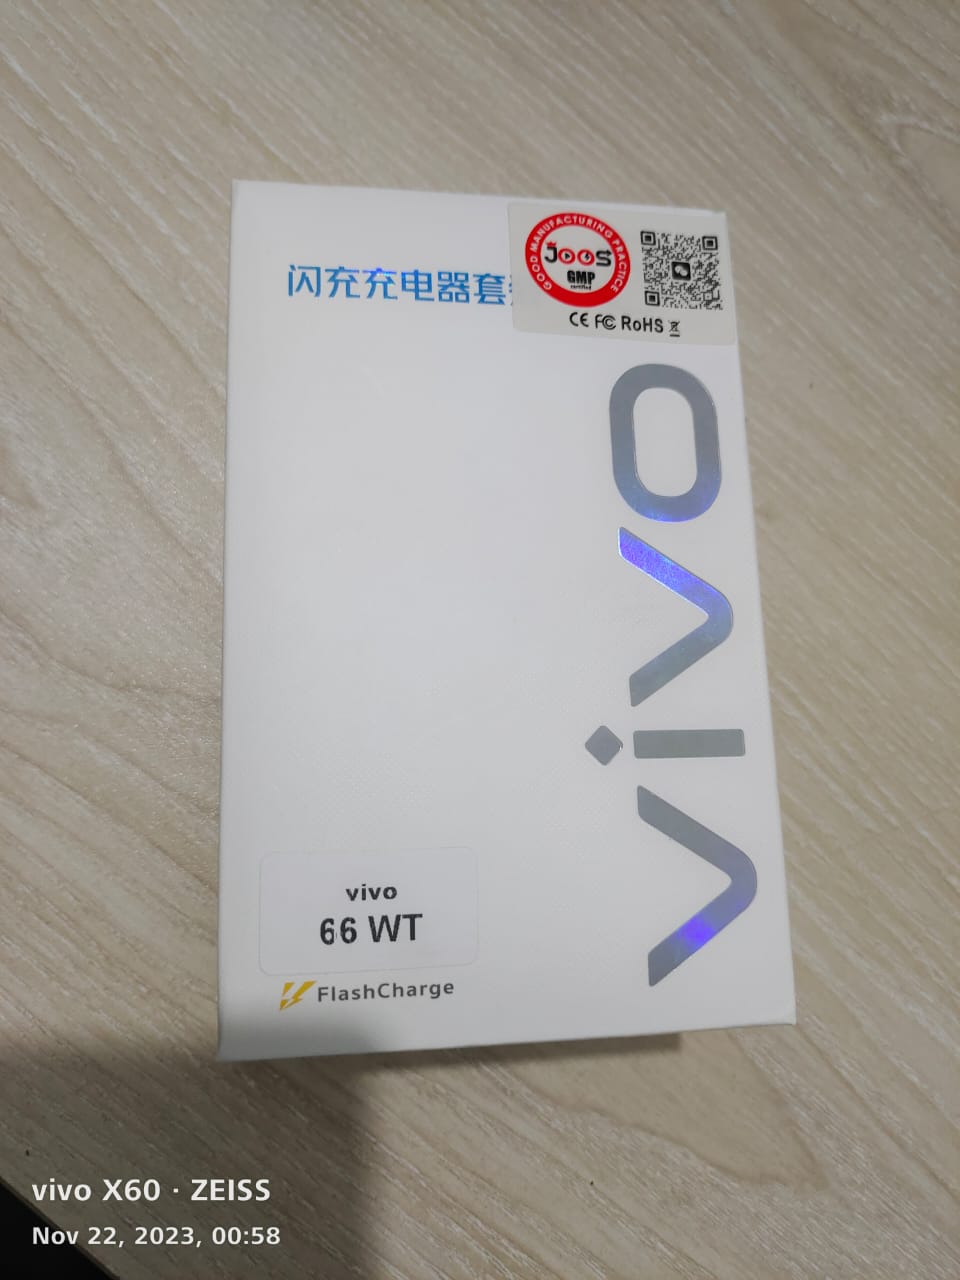 GOOD MANUFACTURING PRACTICE
JOOS
GMP
certified
CE FC RoHS
闪充充电器套
vivo
vivo
66 WT
FlashCharge
vivo X60 · ZEISS
Nov 22, 2023, 00:58